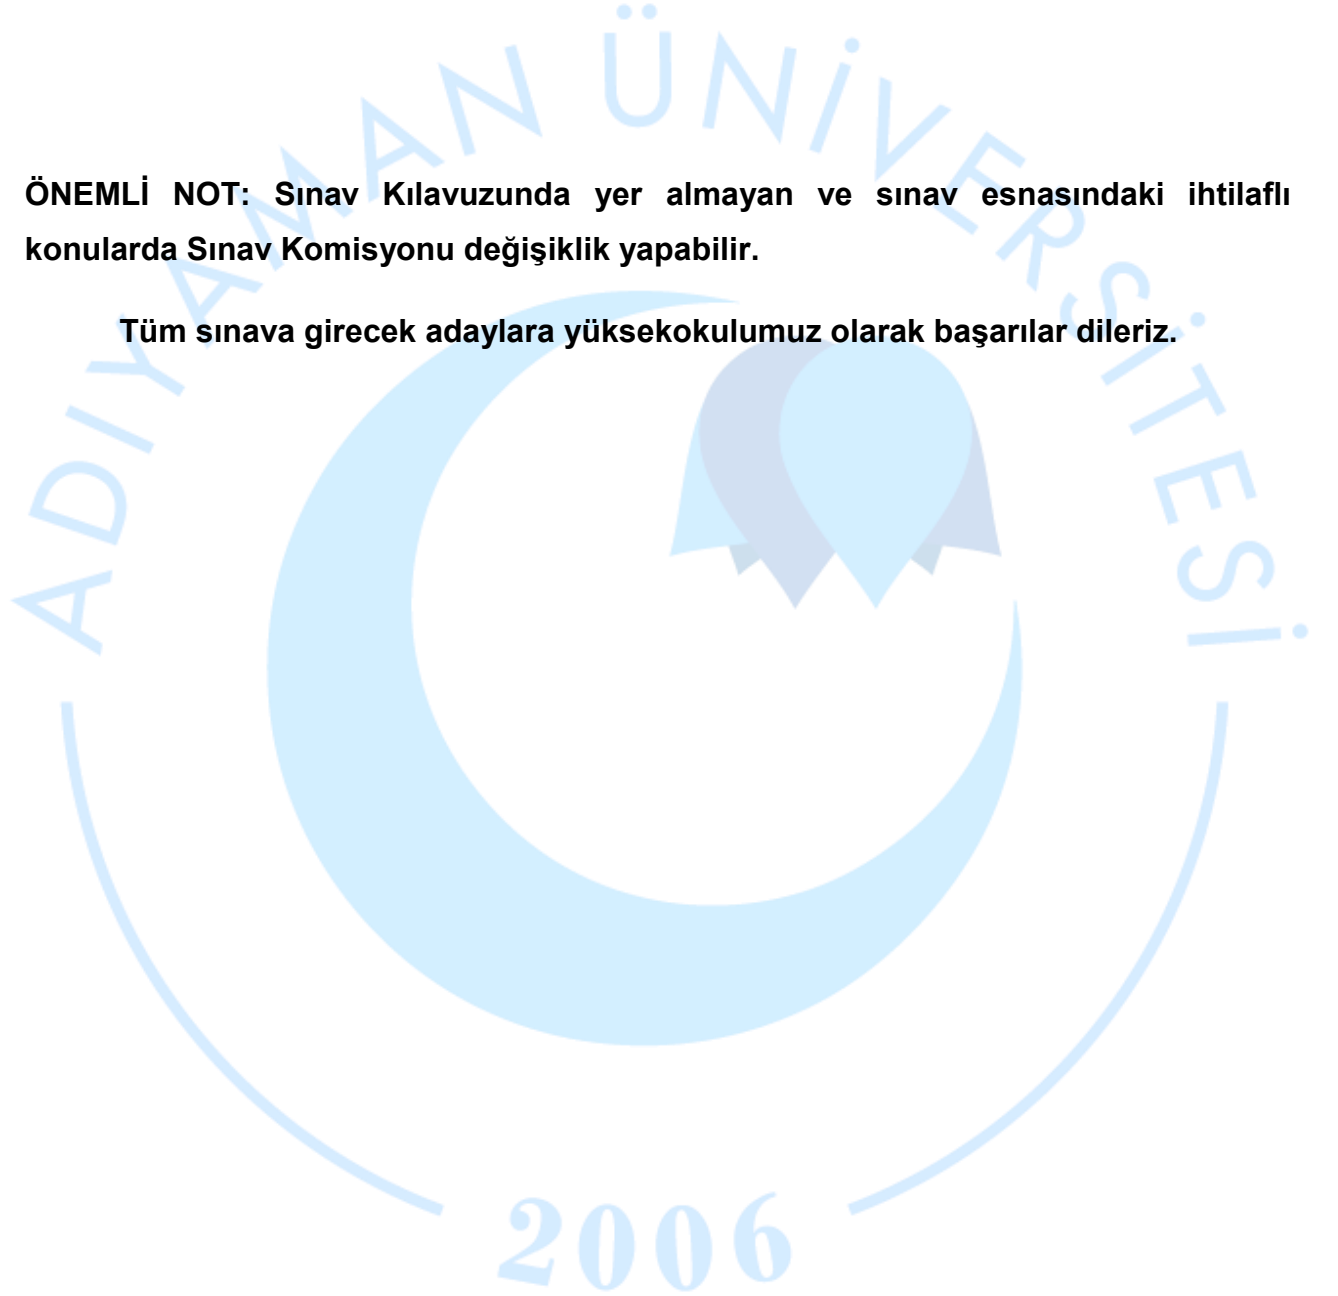 ADIYAMAN ÜNİVERSİTESİ
ÖNEMLİ NOT: Sınav Kılavuzunda yer almayan ve sınav esnasındaki ihtilaflı
konularda Sınav Komisyonu değişiklik yapabilir.
Tüm sınava girecek adaylara yüksekokulumuz olarak başarılar dileriz.
2006